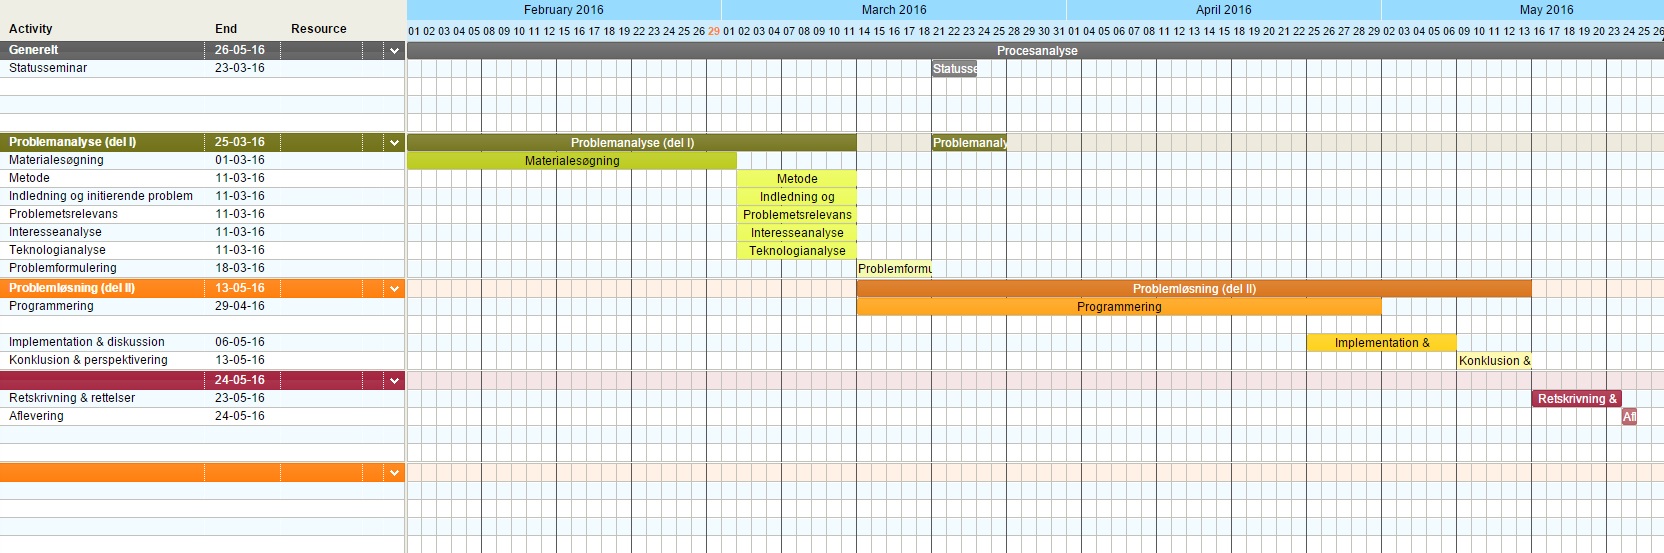 February 2016 March 2016 April 2016 May 2016
Activity End Resource 01 02 03 04 05 08 09 10 11 12 15 16 17 18 19 22 23 24 25 26 29 01 02 03 04 07 08 09 10 11 14 15 16 17 18 21 22 23 24 25 28 29 30 31 01 04 05 06 07 08 11 12 13 14 15 18 19 20 21 22 25 26 27 28 29 02 03 04 05 06 09 10 11 12 13 16 17 18 19 20 23 24 25 26
Generelt 26-05-16 Procesanalyse
Statusseminar 23-03-16 Statusse
Problemanalyse (del I) 25-03-16 Problemanalyse (del I) Problemanaly
Materialesøgning 01-03-16 Materialesøgning
Metode 11-03-16 Metode
Indledning og initierende problem 11-03-16 Indledning og
Problemetsrelevans 11-03-16 Problemetsrelevans
Interesseanalyse 11-03-16 Interesseanalyse
Teknologianalyse 11-03-16 Teknologianalyse
Problemformulering 18-03-16 Problemformu
Problemløsning (del II) 13-05-16 Problemløsning (del II)
Programmering 29-04-16 Programmering
Implementation & diskussion 06-05-16 Implementation &
Konklusion & perspektivering 13-05-16 Konklusion &
24-05-16
Retskrivning & rettelser 23-05-16 Retskrivning &
Aflevering 24-05-16 Afl